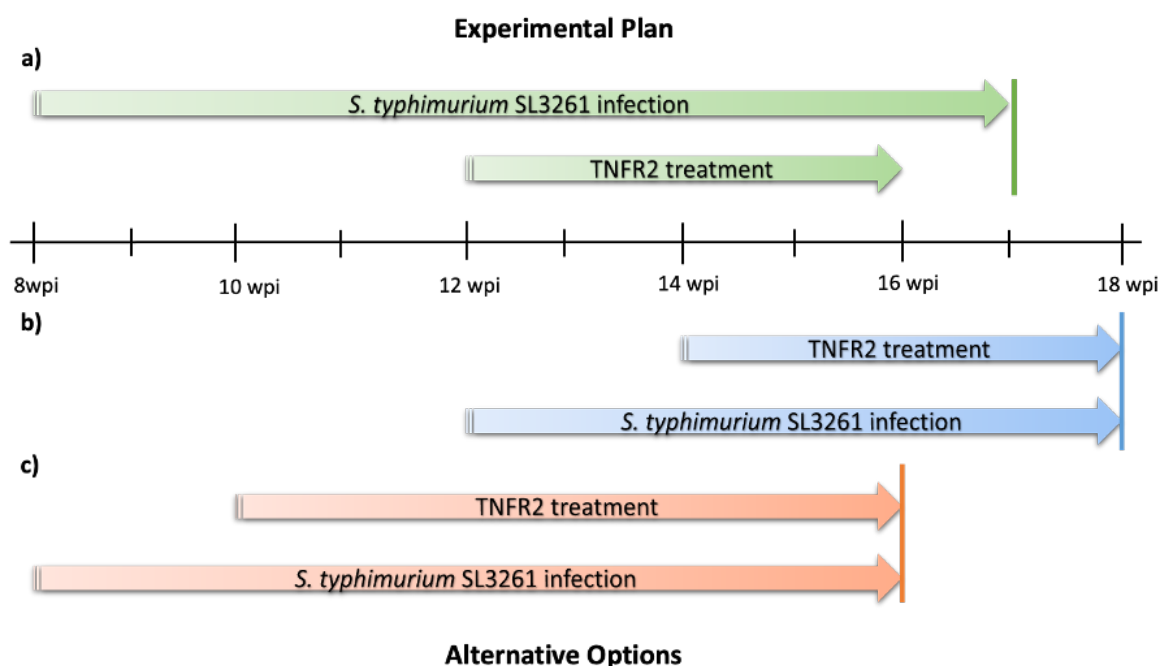 Experimental Plan
a)
S. typhimurium SL3261 infection
TNFR2 treatment
8wpi
10 wpi
12 wpi
14 wpi
16 wpi
18 wpi
b)
TNFR2 treatment
S. typhimurium SL3261 infection
c)
TNFR2 treatment
S. typhimurium SL3261 infection
Alternative Options